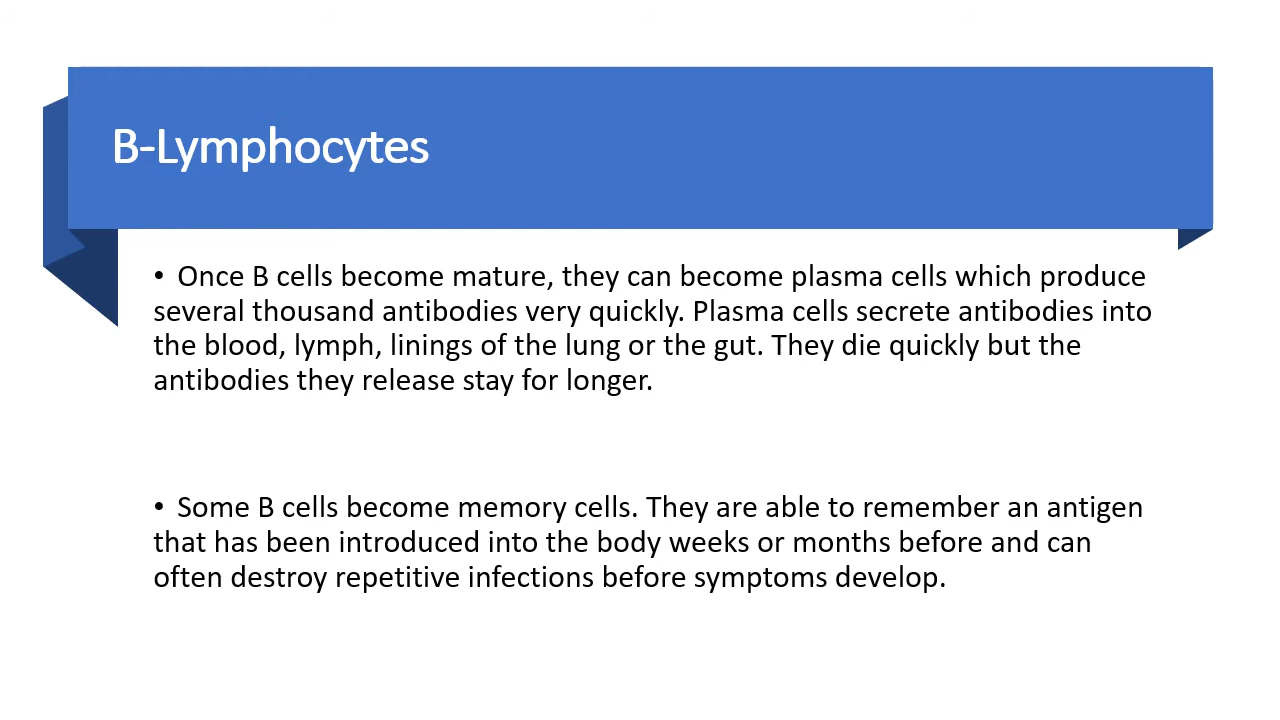 B-Lymphocytes
• Once B cells become mature, they can become plasma cells which produce
several thousand antibodies very quickly. Plasma cells secrete antibodies into
the blood, lymph, linings of the lung or the gut. They die quickly but the
antibodies they release stay for longer.
• Some B cells become memory cells. They are able to remember an antigen
that has been introduced into the body weeks or months before and can
often destroy repetitive infections before symptoms develop.